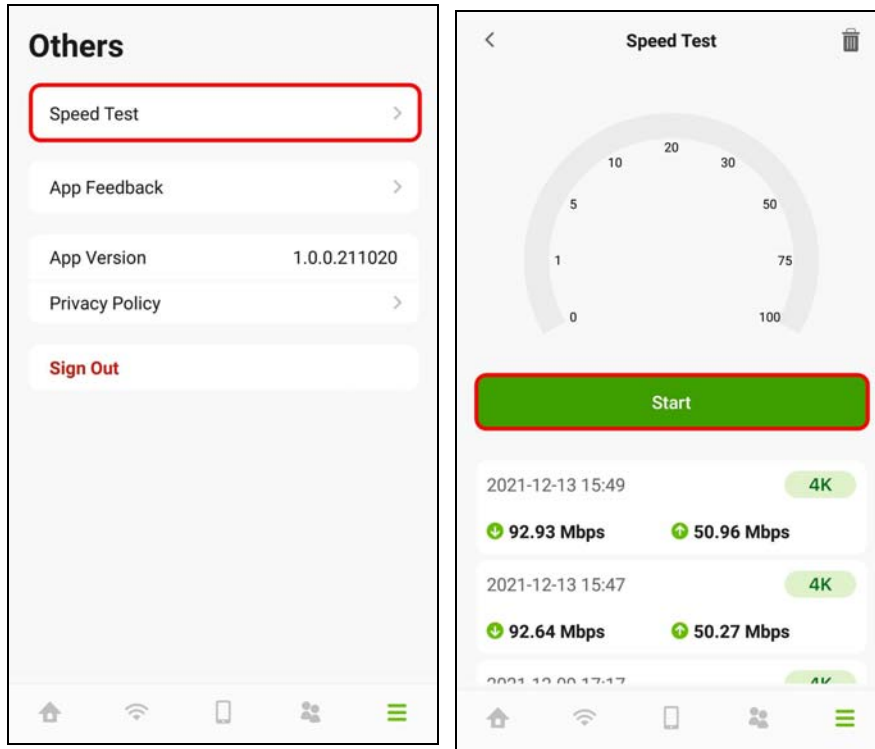 Others
Speed Test
App Feedback
App Version 1.0.0.211020
Privacy Policy
Sign Out
Speed Test
20
10 30
5 50
1 75
0 100
Start
2021-12-13 15:49 4K
92.93 Mbps 50.96 Mbps
2021-12-13 15:47 4K
92.64 Mbps 50.27 Mbps